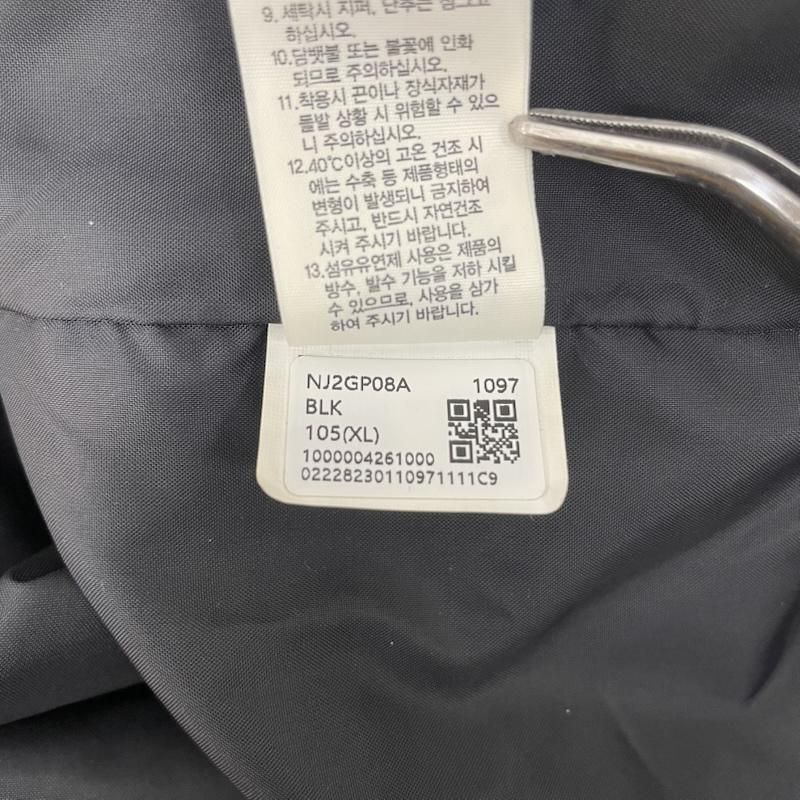 9.세탁시 지퍼, 단추는 잠그고
하십시오.
10.담뱃불 또는 불꽃에 인화
되므로 주의하십시오.
11.착용시 끈이나 장식자재가
돌발 상황 시 위험할 수 있으
니 주의하십시오.
12.40℃이상의 고온 건조 시
에는 수축 등 제품형태의
변형이 발생되니 금지하여
주시고, 반드시 자연건조
시켜 주시기 바랍니다.
13.섬유유연제 사용은 제품의
방수, 발수 기능을 저하 시킬
수 있으므로, 사용을 삼가
하여 주시기 바랍니다.
NJ2GP08A 1097
BLK
105(XL)
1000004261000
02228230110971111C9